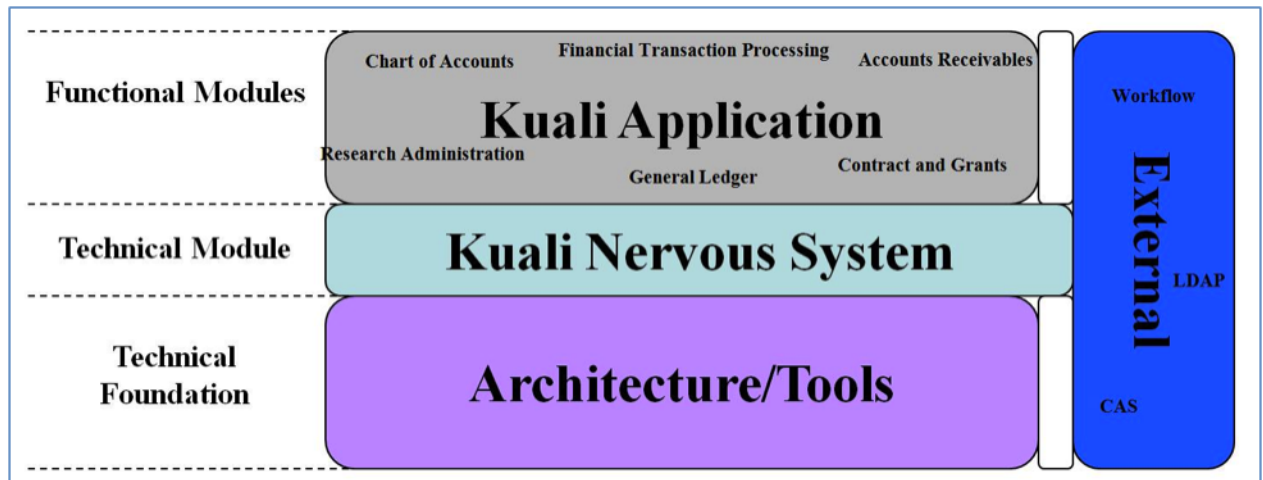 Functional Modules
Chart of Accounts
Financial Transaction Processing
Accounts Receivables
Kuali Application
Research Administration
General Ledger
Contract and Grants
Technical Module
Kuali Nervous System
Technical
Foundation
Architecture/Tools
Workflow
External
LDAP
CAS